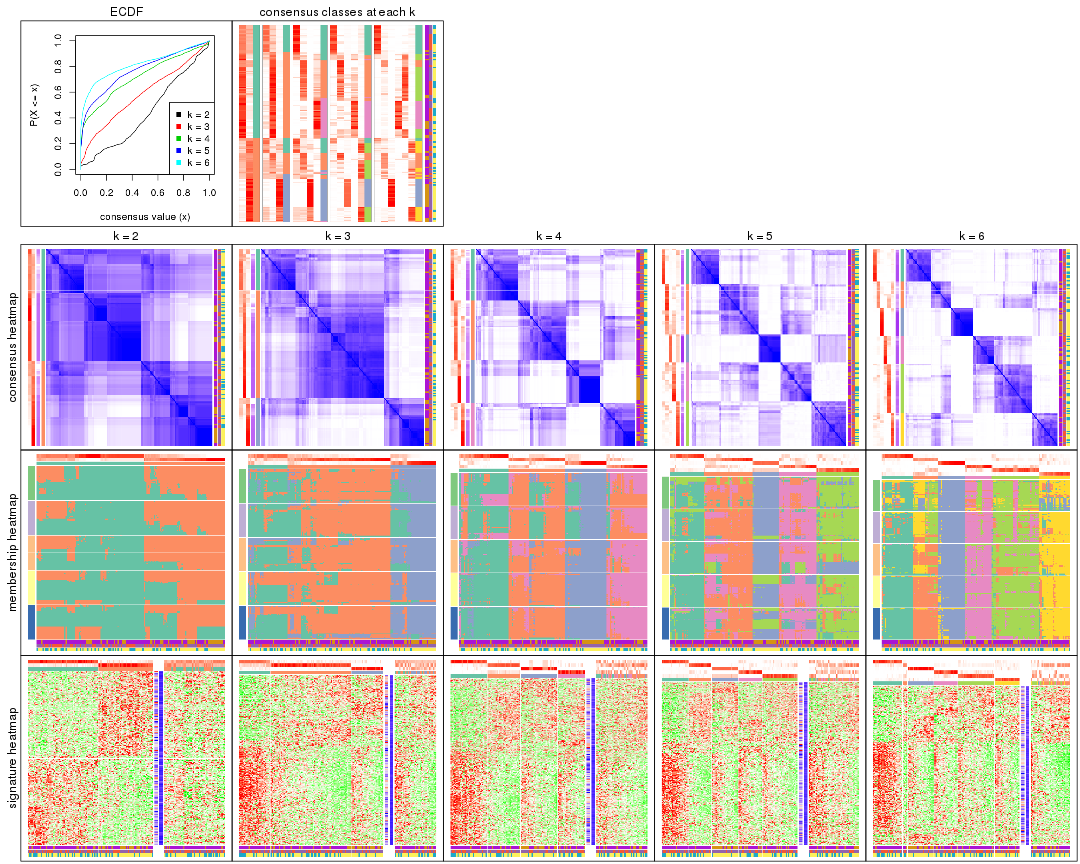 ECDF
consensus classes at each k
P(X <= x)
0.0 0.2 0.4 0.6 0.8 1.0
k = 2
k = 3
k = 4
k = 5
k = 6
0.0 0.2 0.4 0.6 0.8 1.0
consensus value (x)
k = 2
k = 3
k = 4
k = 5
k = 6
consensus heatmap
membership heatmap
signature heatmap